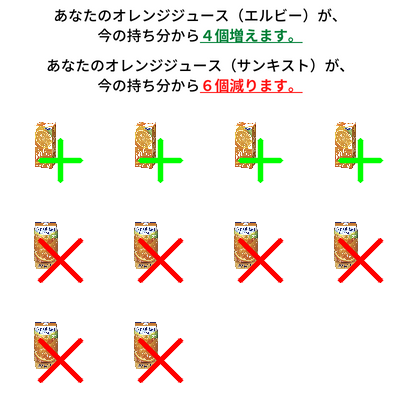 あなたのオレンジジュース（エルビー）が、
今の持ち分から４個増えます。
あなたのオレンジジュース（サンキスト）が、
今の持ち分から６個減ります。